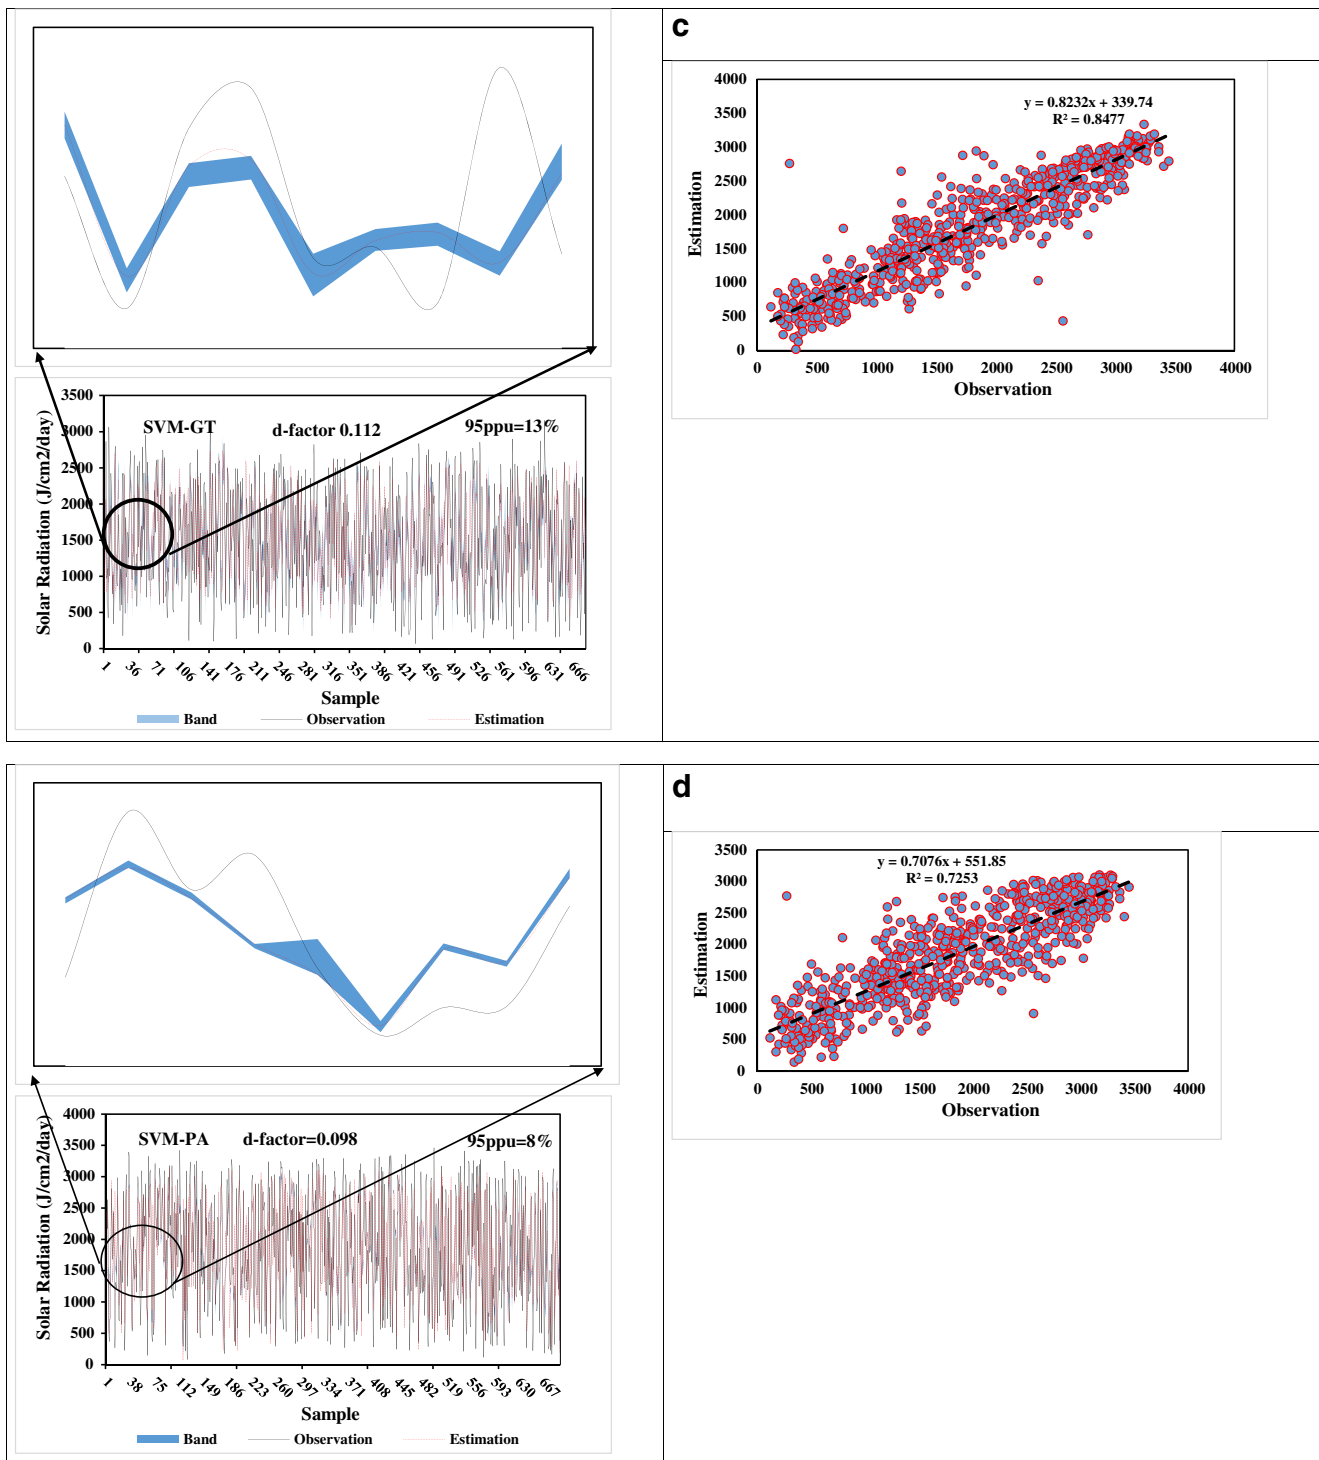 c
4000
3500
3000
2500
2000
1500
1000
500
0
Estimation
y = 0.8232x + 339.74
R² = 0.8477
0 500 1000 1500 2000 2500 3000 3500 4000
Observation
3500
3000
2500
2000
1500
1000
500
0
Solar Radiation (J/cm2/day)
SVM-GT d-factor 0.112 95ppu=13%
1 36 71 106 141 176 211 246 281 316 351 386 421 456 491 526 561 596 631 666
Sample
Band Observation Estimation
d
3500
3000
2500
2000
1500
1000
500
0
Estimation
y = 0.7076x + 551.85
R² = 0.7253
0 500 1000 1500 2000 2500 3000 3500 4000
Observation
4000
3500
3000
2500
2000
1500
1000
500
0
Solar Radiation (J/cm2/day)
SVM-PA d-factor=0.098 95ppu=8%
1 38 75 112 149 186 223 260 297 334 371 408 445 482 519 556 593 630 667
Sample
Band Observation Estimation